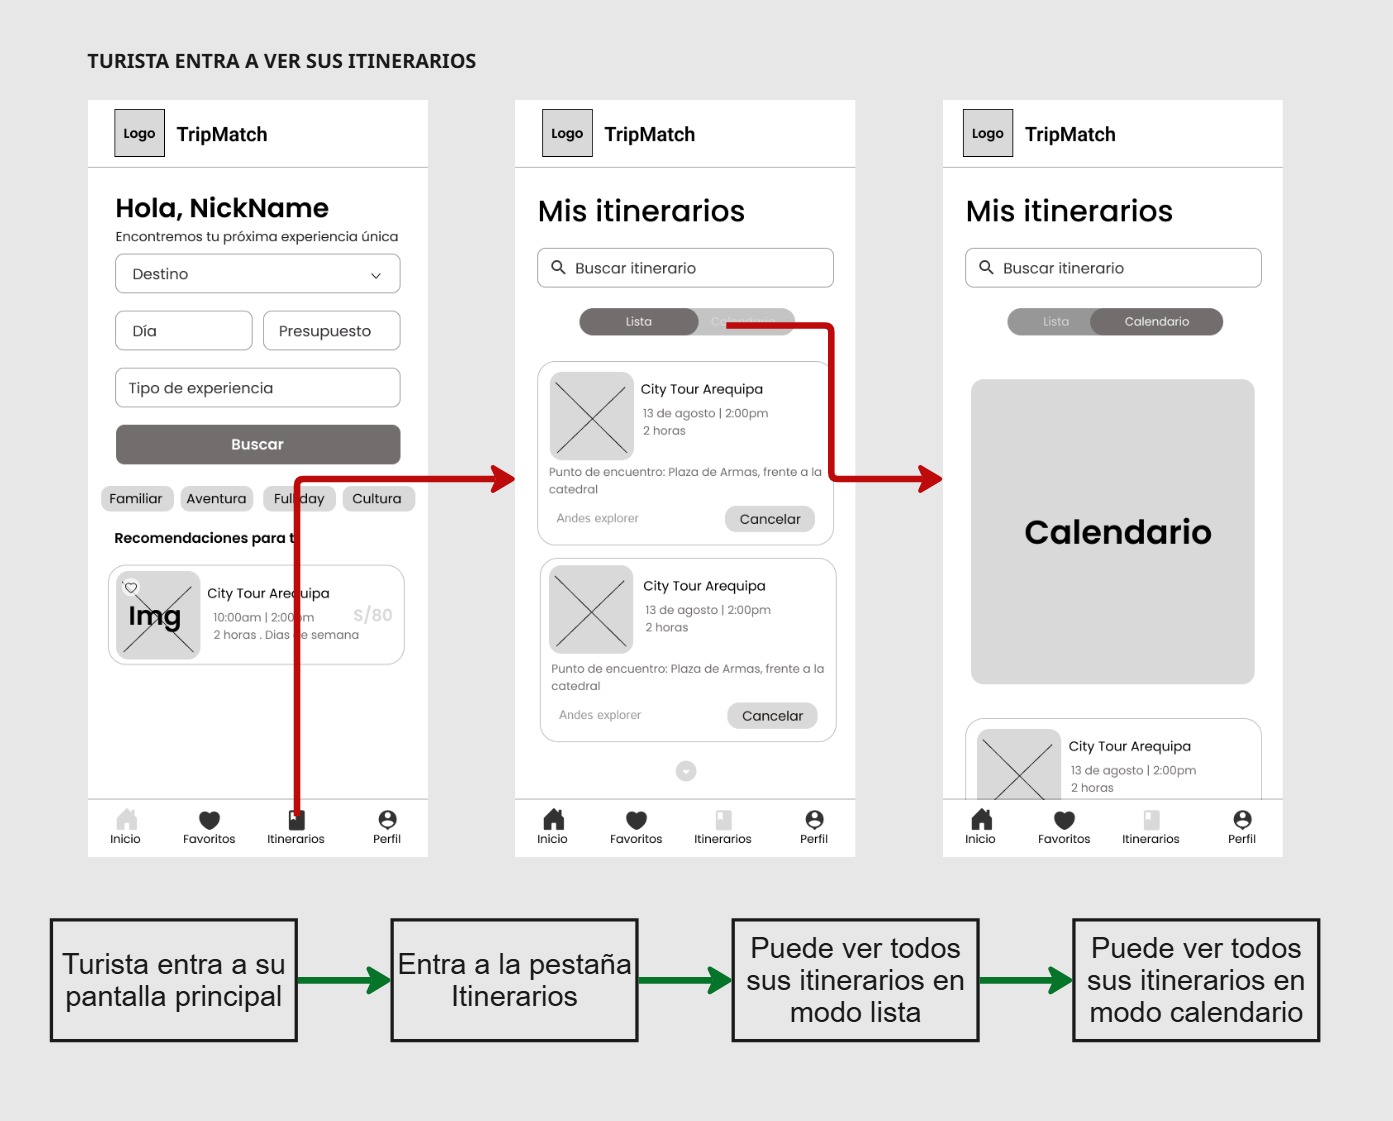 TURISTA ENTRA A VER SUS ITINERARIOS
Logo
TripMatch
Hola, NickName
Encontremos tu próxima experiencia única
Destino
Día
Presupuesto
Tipo de experiencia
Buscar
Familiar
Aventura
Fullday
Cultura
Recomendaciones para ti
Img
City Tour Arequipa
10:00am | 2:00pm
S/80
2 horas . Dias de semana
Inicio
Favoritos
Itinerarios
Perfil
Logo
TripMatch
Mis itinerarios
Buscar itinerario
Lista
Calendario
City Tour Arequipa
13 de agosto | 2:00pm
2 horas
Punto de encuentro: Plaza de Armas, frente a la
catedral
Andes explorer
Cancelar
City Tour Arequipa
13 de agosto | 2:00pm
2 horas
Punto de encuentro: Plaza de Armas, frente a la
catedral
Andes explorer
Cancelar
Inicio
Favoritos
Itinerarios
Perfil
Logo
TripMatch
Mis itinerarios
Buscar itinerario
Lista
Calendario
Calendario
City Tour Arequipa
13 de agosto | 2:00pm
2 horas
Inicio
Favoritos
Itinerarios
Perfil
Turista entra a su
pantalla principal
Entra a la pestaña
Itinerarios
Puede ver todos
sus itinerarios en
modo lista
Puede ver todos
sus itinerarios en
modo calendario